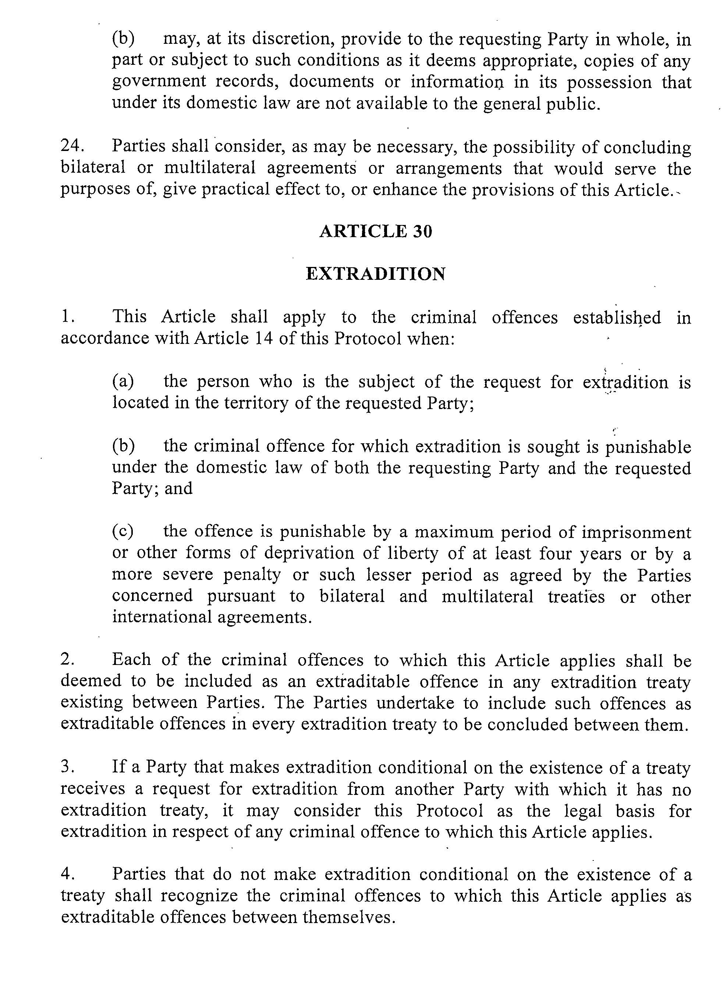 (b) may, at its discretion, provide to the requesting Party in whole, in
part or subject to such conditions as it deems appropriate, copies of any
government records, documents or information in its possession that
under its domestic law are not available to the general public.
24. Parties shall consider, as may be necessary, the possibility of concluding
bilateral or multilateral agreements or arrangements that would serve the
purposes of, give practical effect to, or enhance the provisions of this Article.
ARTICLE 30
EXTRADITION
1. This Article shall apply to the criminal offences established in
accordance with Article 14 of this Protocol when:
(a) the person who is the subject of the request for extradition is
located in the territory of the requested Party;
(b) the criminal offence for which extradition is sought is punishable
under the domestic law of both the requesting Party and the requested
Party; and
(c) the offence is punishable by a maximum period of imprisonment
or other forms of deprivation of liberty of at least four years or by a
more severe penalty or such lesser period as agreed by the Parties
concerned pursuant to bilateral and multilateral treaties or other
international agreements.
2. Each of the criminal offences to which this Article applies shall be
deemed to be included as an extraditable offence in any extradition treaty
existing between Parties. The Parties undertake to include such offences as
extraditable offences in every extradition treaty to be concluded between them.
3. If a Party that makes extradition conditional on the existence of a treaty
receives a request for extradition from another Party with which it has no
extradition treaty, it may consider this Protocol as the legal basis for
extradition in respect of any criminal offence to which this Article applies.
4. Parties that do not make extradition conditional on the existence of a
treaty shall recognize the criminal offences to which this Article applies as
extraditable offences between themselves.